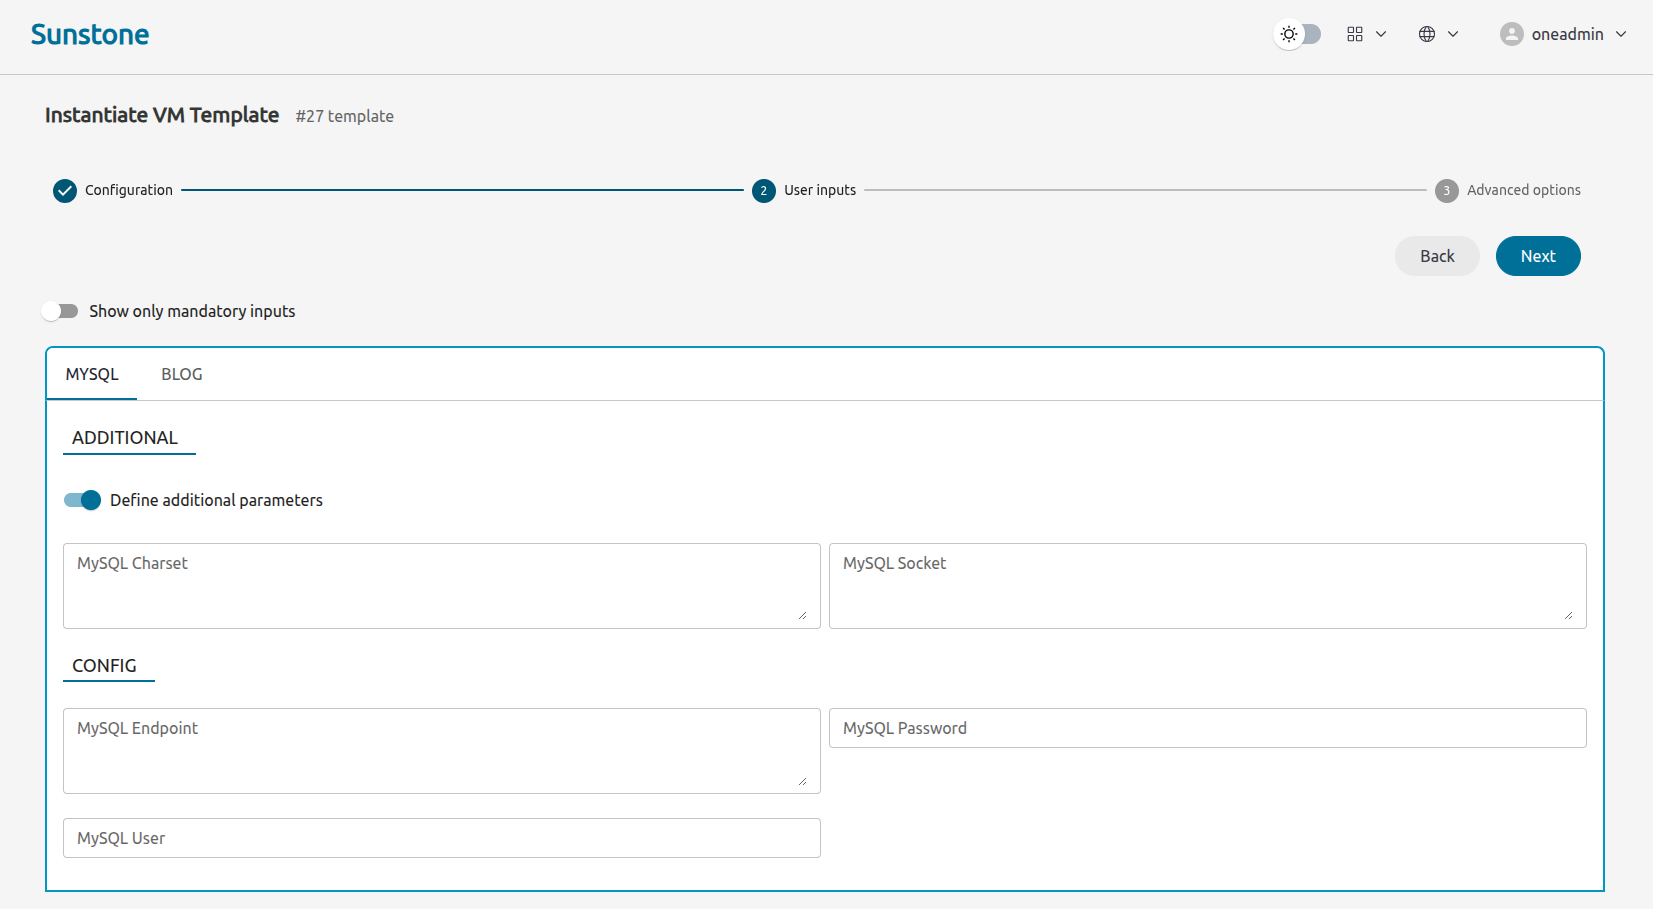 Sunstone
oneadmin
Instantiate VM Template #27 template
Configuration
2 User inputs
3 Advanced options
Back
Next
Show only mandatory inputs
MYSQL
BLOG
ADDITIONAL
Define additional parameters
MySQL Charset
MySQL Socket
CONFIG
MySQL Endpoint
MySQL Password
MySQL User